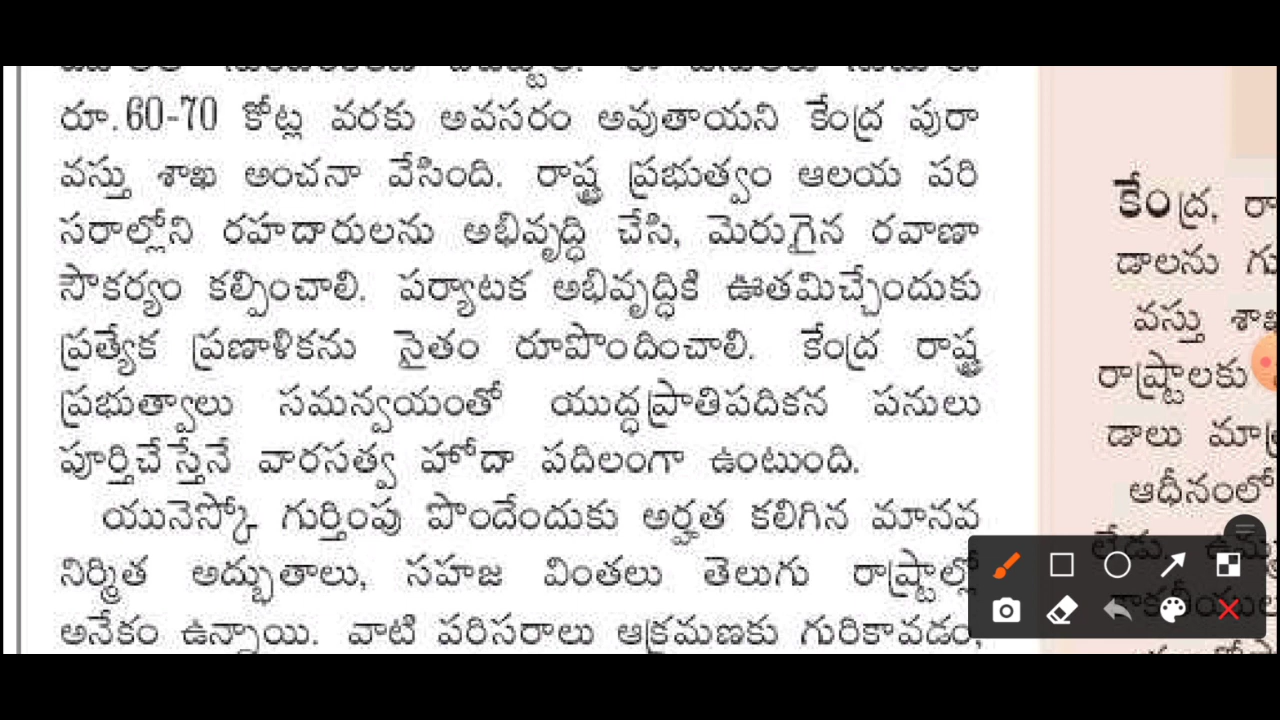 రూ.60-70 కోట్ల వరకు అవసరం అవుతాయని కేంద్ర పురా
వస్తు శాఖ అంచనా వేసింది. రాష్ట్ర ప్రభుత్వం ఆలయ పరి
సరాల్లోని రహదారులను అభివృద్ధి చేసి, మెరుగైన రవాణా
సౌకర్యం కల్పించాలి. పర్యాటక అభివృద్ధికి ఊతమిచ్చేందుకు
ప్రత్యేక ప్రణాళికను సైతం రూపొందించాలి. కేంద్ర రాష్ట్ర
ప్రభుత్వాలు సమన్వయంతో యుద్ధప్రాతిపదికన పనులు
పూర్తిచేస్తేనే వారసత్వ హోదా పదిలంగా ఉంటుంది.
యునెస్కో గుర్తింపు పొందేందుకు అర్హత కలిగిన మానవ
నిర్మిత అద్భుతాలు, సహజ వింతలు తెలుగు రాష్ట్రాల్లో
అనేకం ఉన్నాయి. వాటి పరిసరాలు ఆక్రమణకు గురికావడం,
కేంద్ర, రా
డాలను గు
వస్తు
రాష్ట్రాలకు
డాలు
ఆధీనంలో